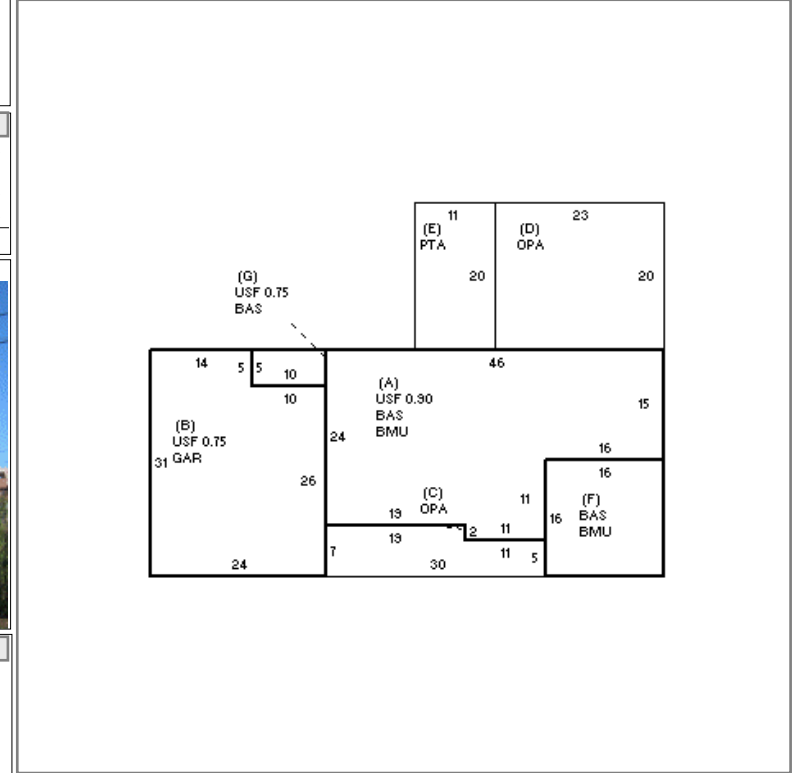 11
23
(E)
PTA
(D)
OPA
20
20
(G)
USF 0.75
BAS
14
5
5
10
46
10
(A)
USF 0.90
BAS
BMU
15
(B)
USF 0.75
GAR
31
24
16
16
26
(C)
OPA
11
(F)
BAS
BMU
16
19
19
2
11
7
11
5
24
30